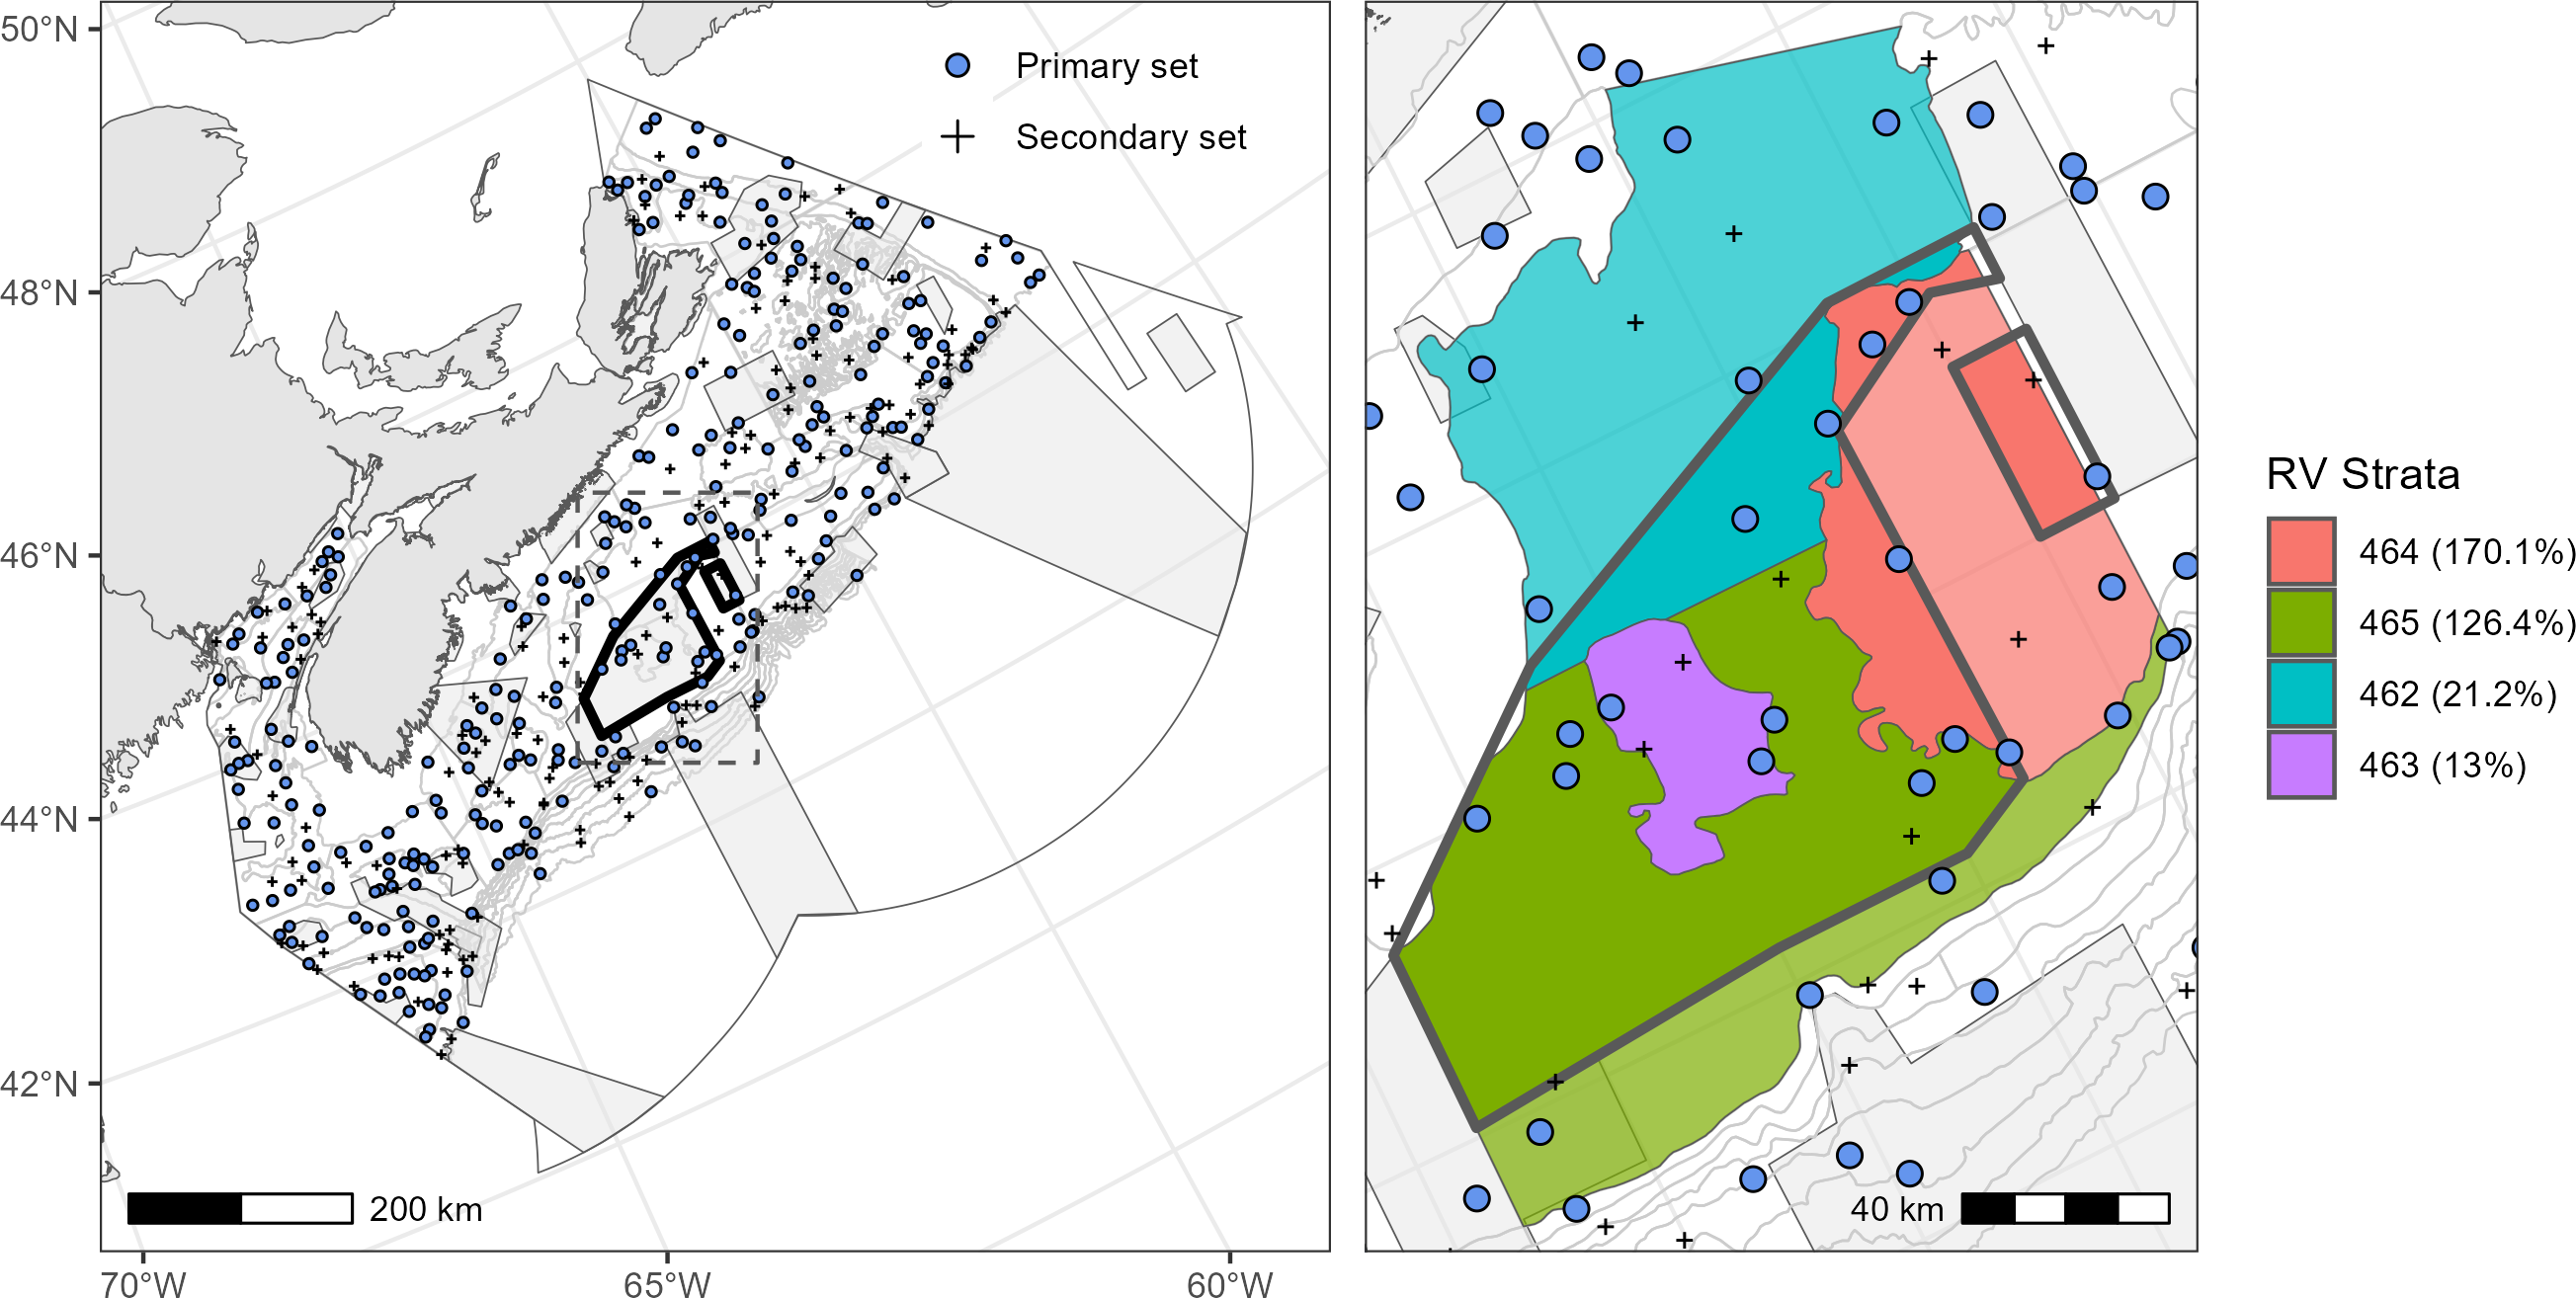 50°N
48°N
46°N
44°N
42°N
70°W
65°W
60°W
Primary set
Secondary set
200 km
40 km
RV Strata
464 (170.1%)
465 (126.4%)
462 (21.2%)
463 (13%)